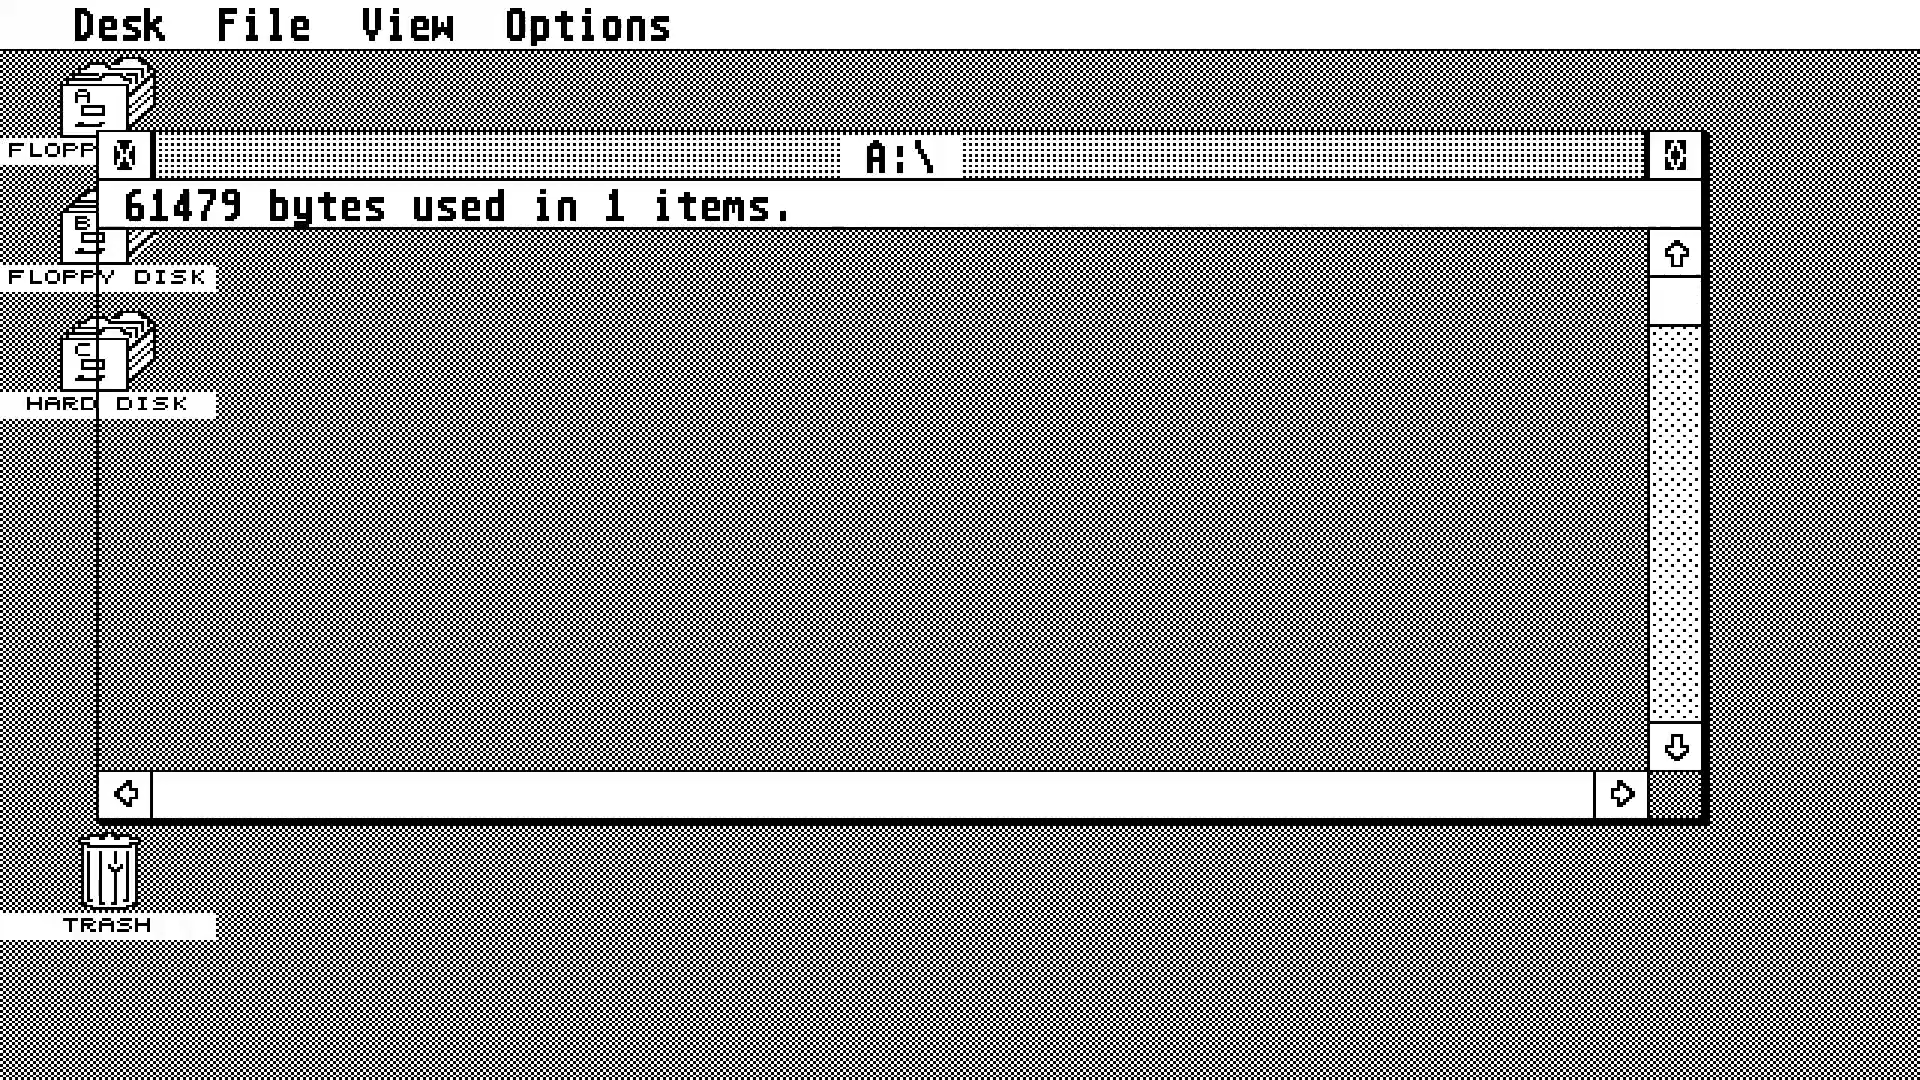 Desk File View Options
A
FLOPP
A:\
61479 bytes used in 1 items.
B
FLOPPY DISK
C
HARD DISK
TRASH